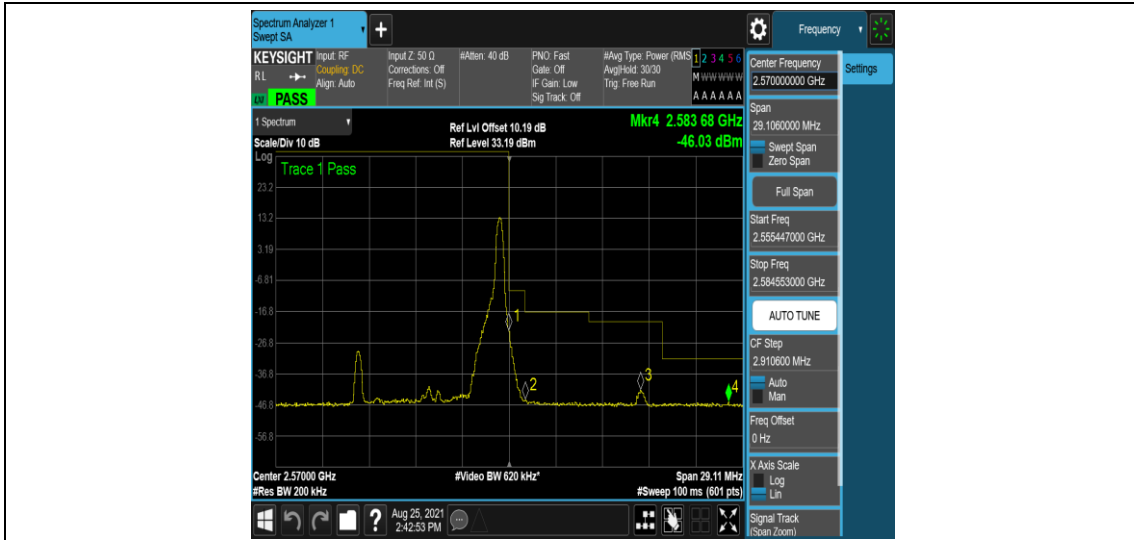 Spectrum Analyzer 1
Swept SA
Frequency
KEYSIGHT
Input: RF
Coupling: DC
Align: Auto
Input Z: 50 Ω
Corrections: Off
Freq Ref: Int (S)
#Atten: 40 dB
PNO: Fast
Gate: Off
IF Gain: Low
Sig Track: Off
#Avg Type: Power (RMS
Avg|Hold: 30/30
Trig: Free Run
1 2 3 4 5 6
M W W W W W
A A A A A A
R L
PASS
1 Spectrum
Ref Lvl Offset 10.19 dB
Mkr4 2.583 68 GHz
Scale/Div 10 dB
Ref Level 33.19 dBm
-46.03 dBm
Log
Trace 1 Pass
23.2
13.2
3.19
-6.81
-16.8
-26.8
-36.8
-46.8
-56.8
1
2
3
4
Center 2.57000 GHz
#Video BW 620 kHz*
Span 29.11 MHz
#Res BW 200 kHz
#Sweep 100 ms (601 pts)
Center Frequency
2.570000000 GHz
Settings
Span
29.1060000 MHz
Swept Span
Zero Span
Full Span
Start Freq
2.555447000 GHz
Stop Freq
2.584553000 GHz
AUTO TUNE
CF Step
2.910600 MHz
Auto
Man
Freq Offset
0 Hz
X Axis Scale
Log
Lin
Signal Track
(Span Zoom)
?
Aug 25, 2021
2:42:53 PM